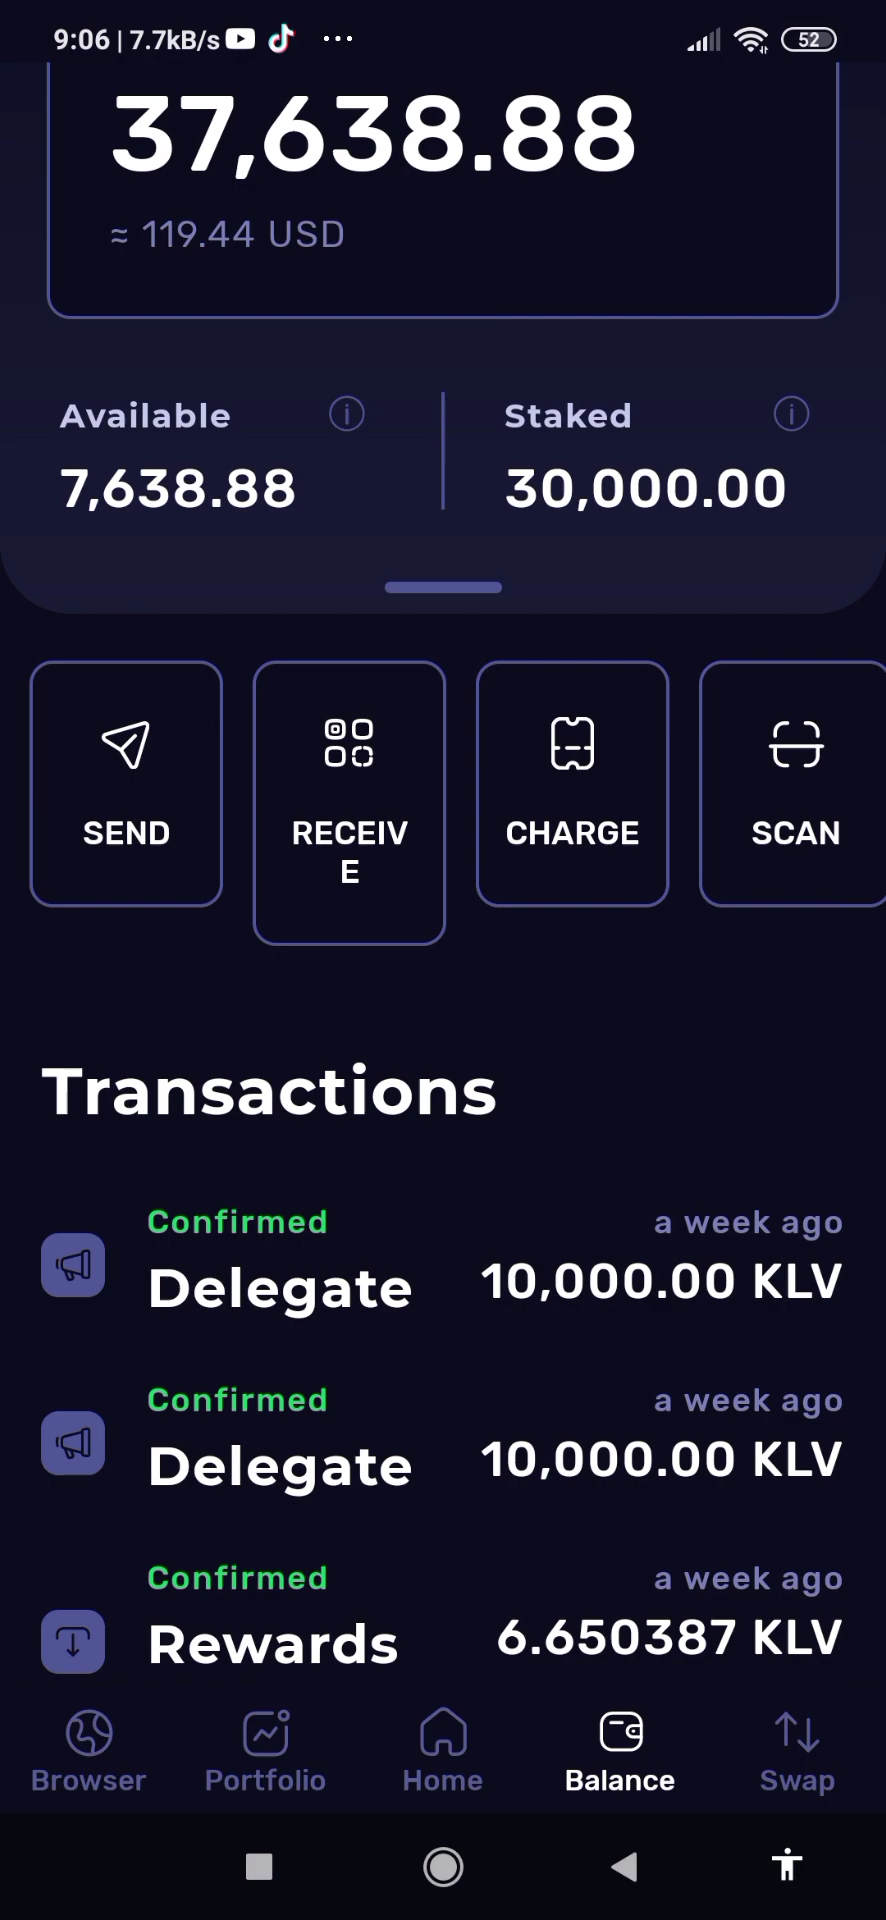 9:06 | 7.7kB/s ... 52
37,638.88
≈ 119.44 USD
Available Staked
7,638.88 30,000.00
SEND RECEIV CHARGE SCAN
E
Transactions
Confirmed a week ago
Delegate 10,000.00 KLV
Confirmed a week ago
Delegate 10,000.00 KLV
Confirmed a week ago
Rewards 6.650387 KLV
Browser Portfolio Home Balance Swap